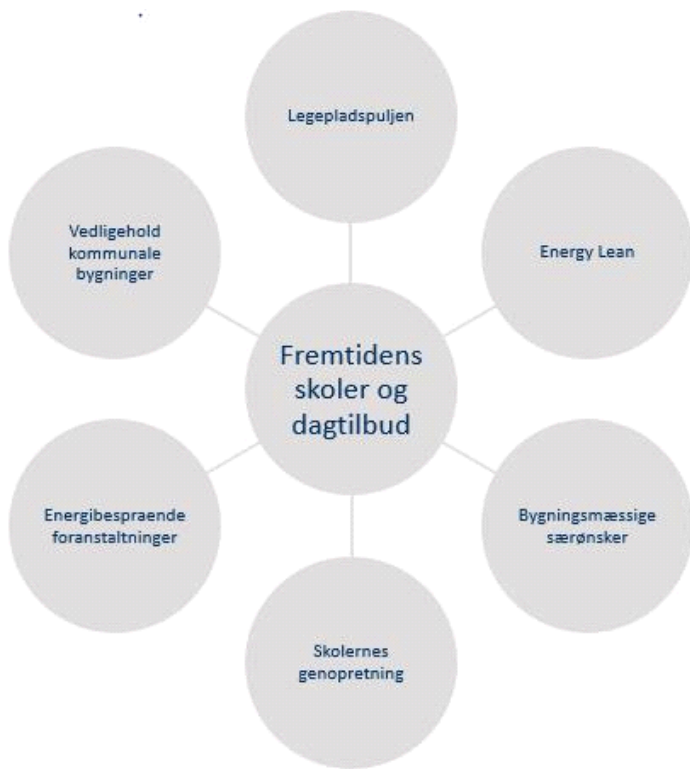 Legepladspuljen
Vedligehold
kommunale
bygninger
Energy Lean
Fremtidens
skoler og
dagtilbud
Energibespraende
foranstaltninger
Bygningsmæssige
særønsker
Skolernes
genopretning